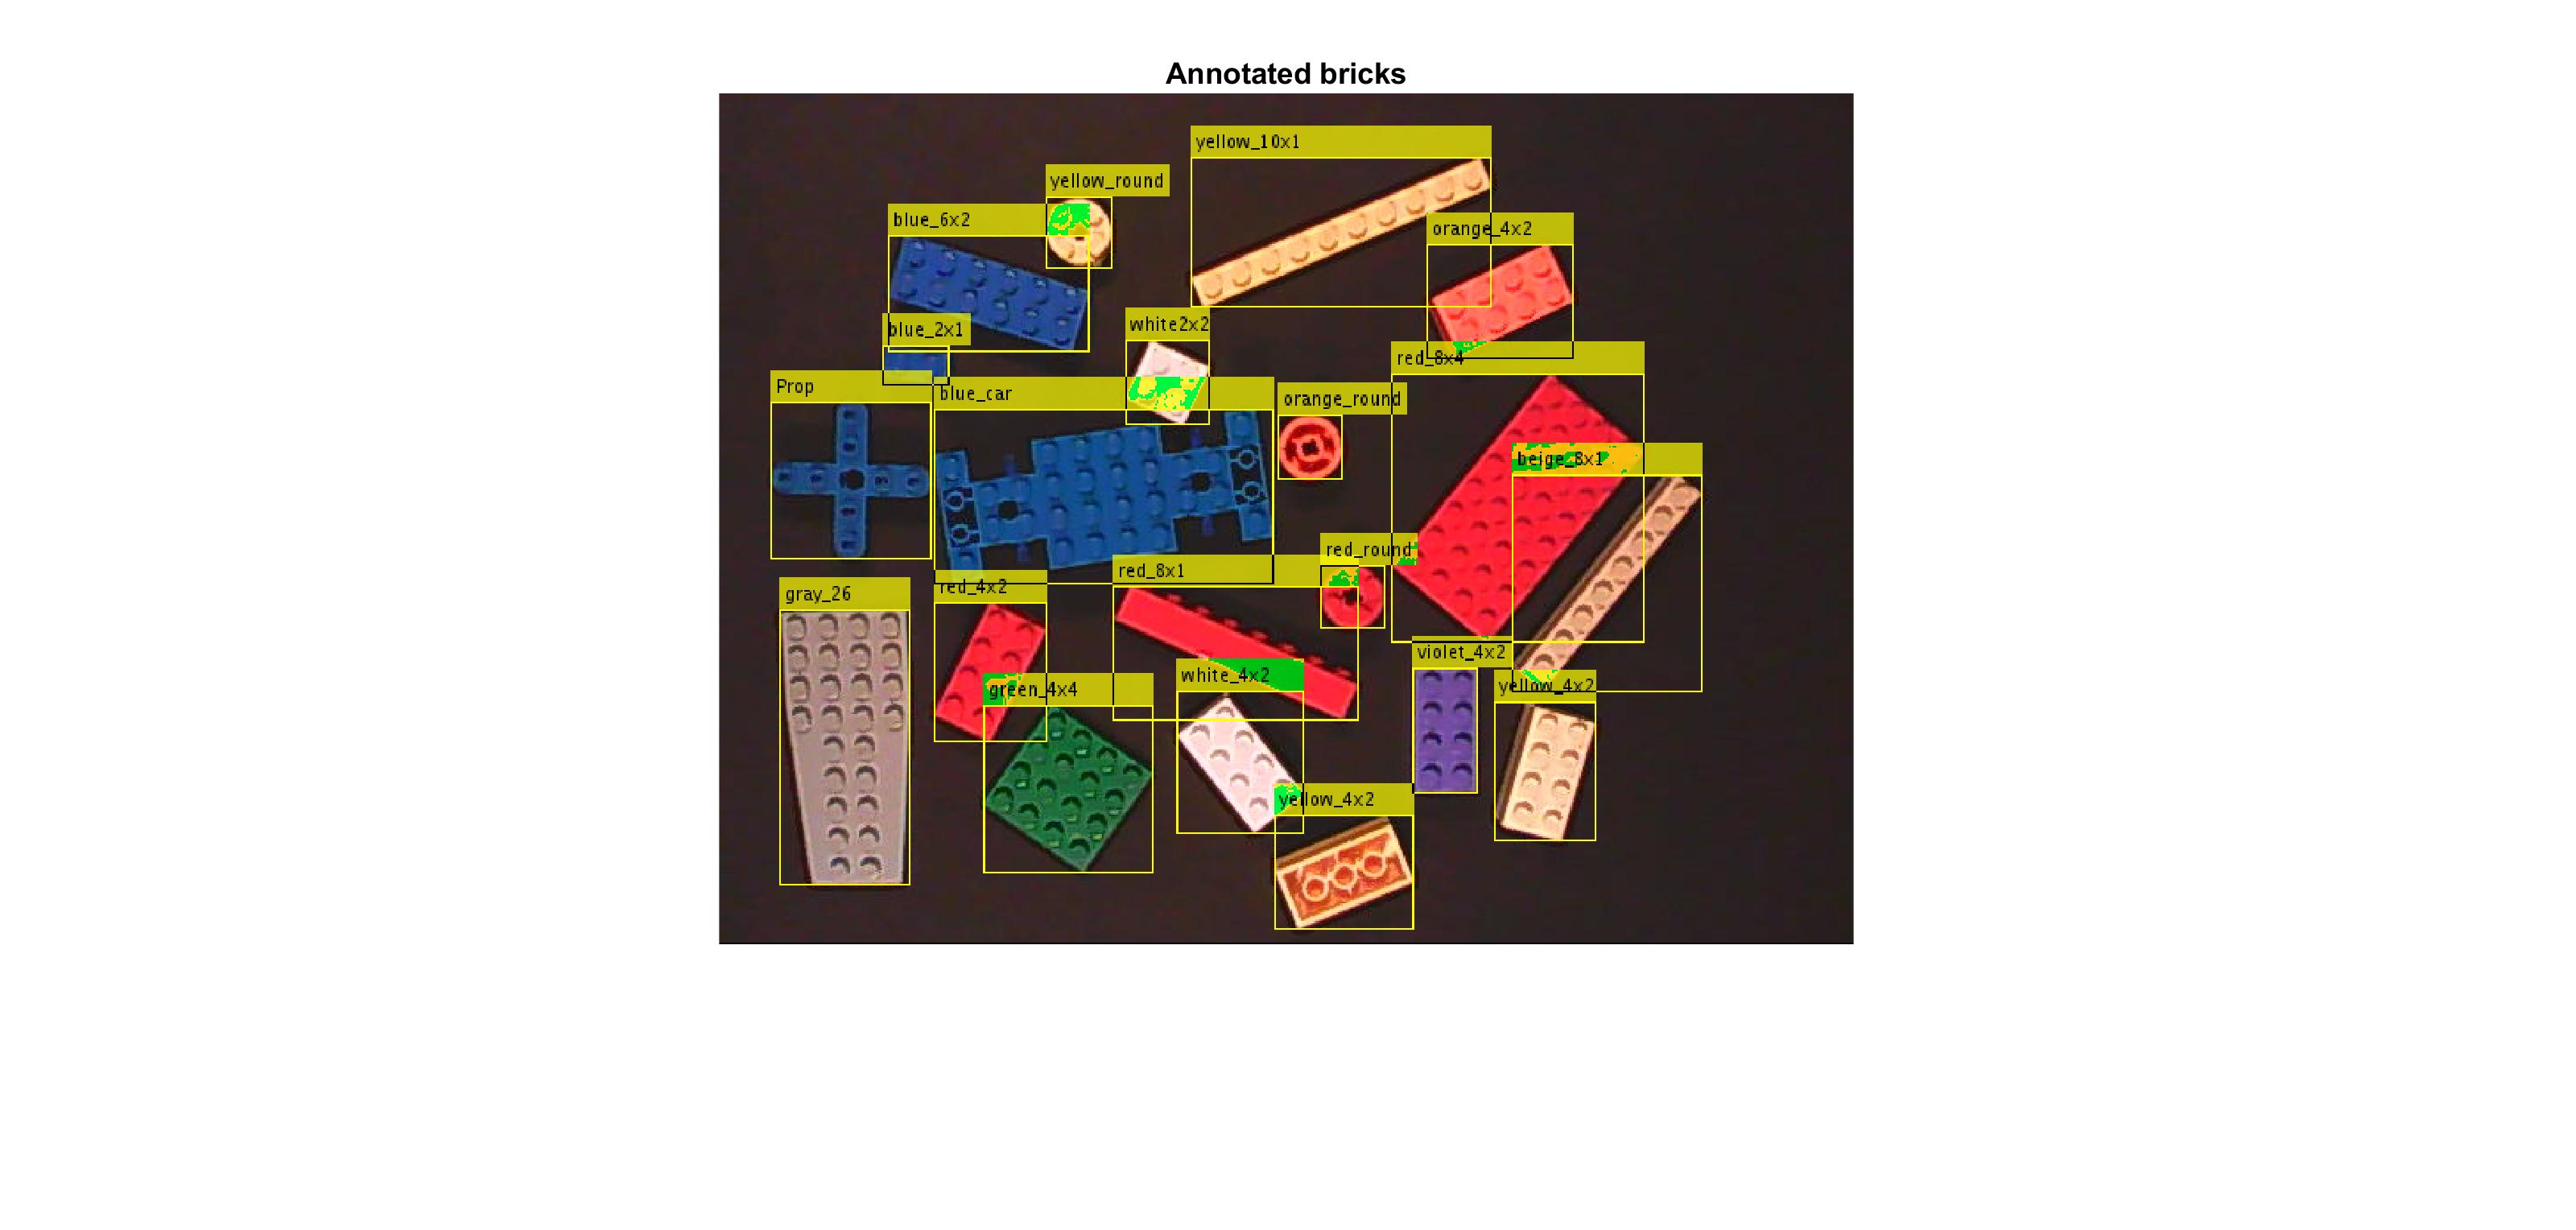 Annotated bricks
yellow_10x1
yellow_round
blue_6x2
orange_4x2
white2x2
blue_2x1
red_8x4
Prop
blue_car
orange_round
beige_8x1
red_round
red_8x1
red_4x2
gray_26
violet_4x2
white_4x2
yellow_4x2
green_4x4
yellow_4x2